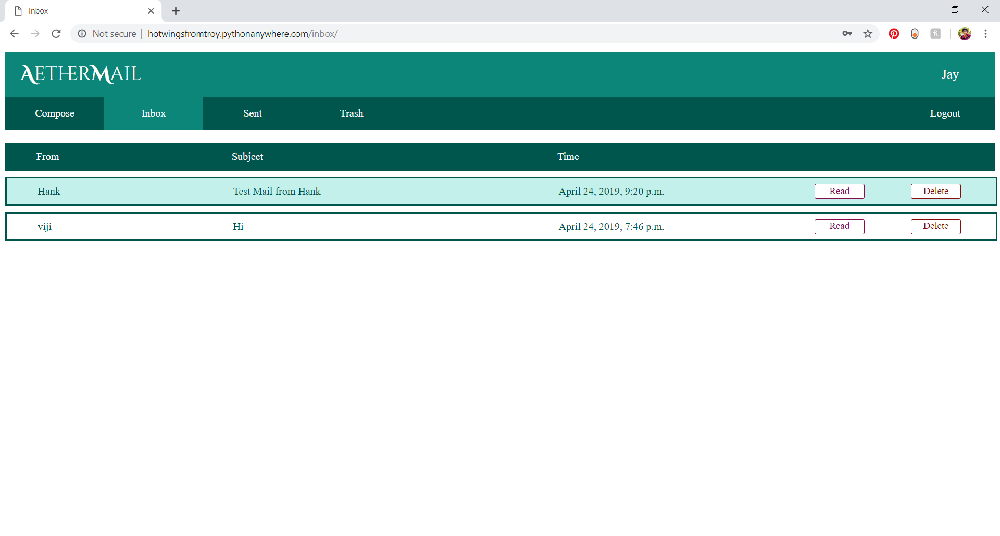 Inbox
Not secure | hotwingsfromtroy.pythonanywhere.com/inbox/
AETHERMAIL Jay
Compose Inbox Sent Trash Logout
From Subject Time
Hank Test Mail from Hank April 24, 2019, 9:20 p.m. Read Delete
viji Hi April 24, 2019, 7:46 p.m. Read Delete